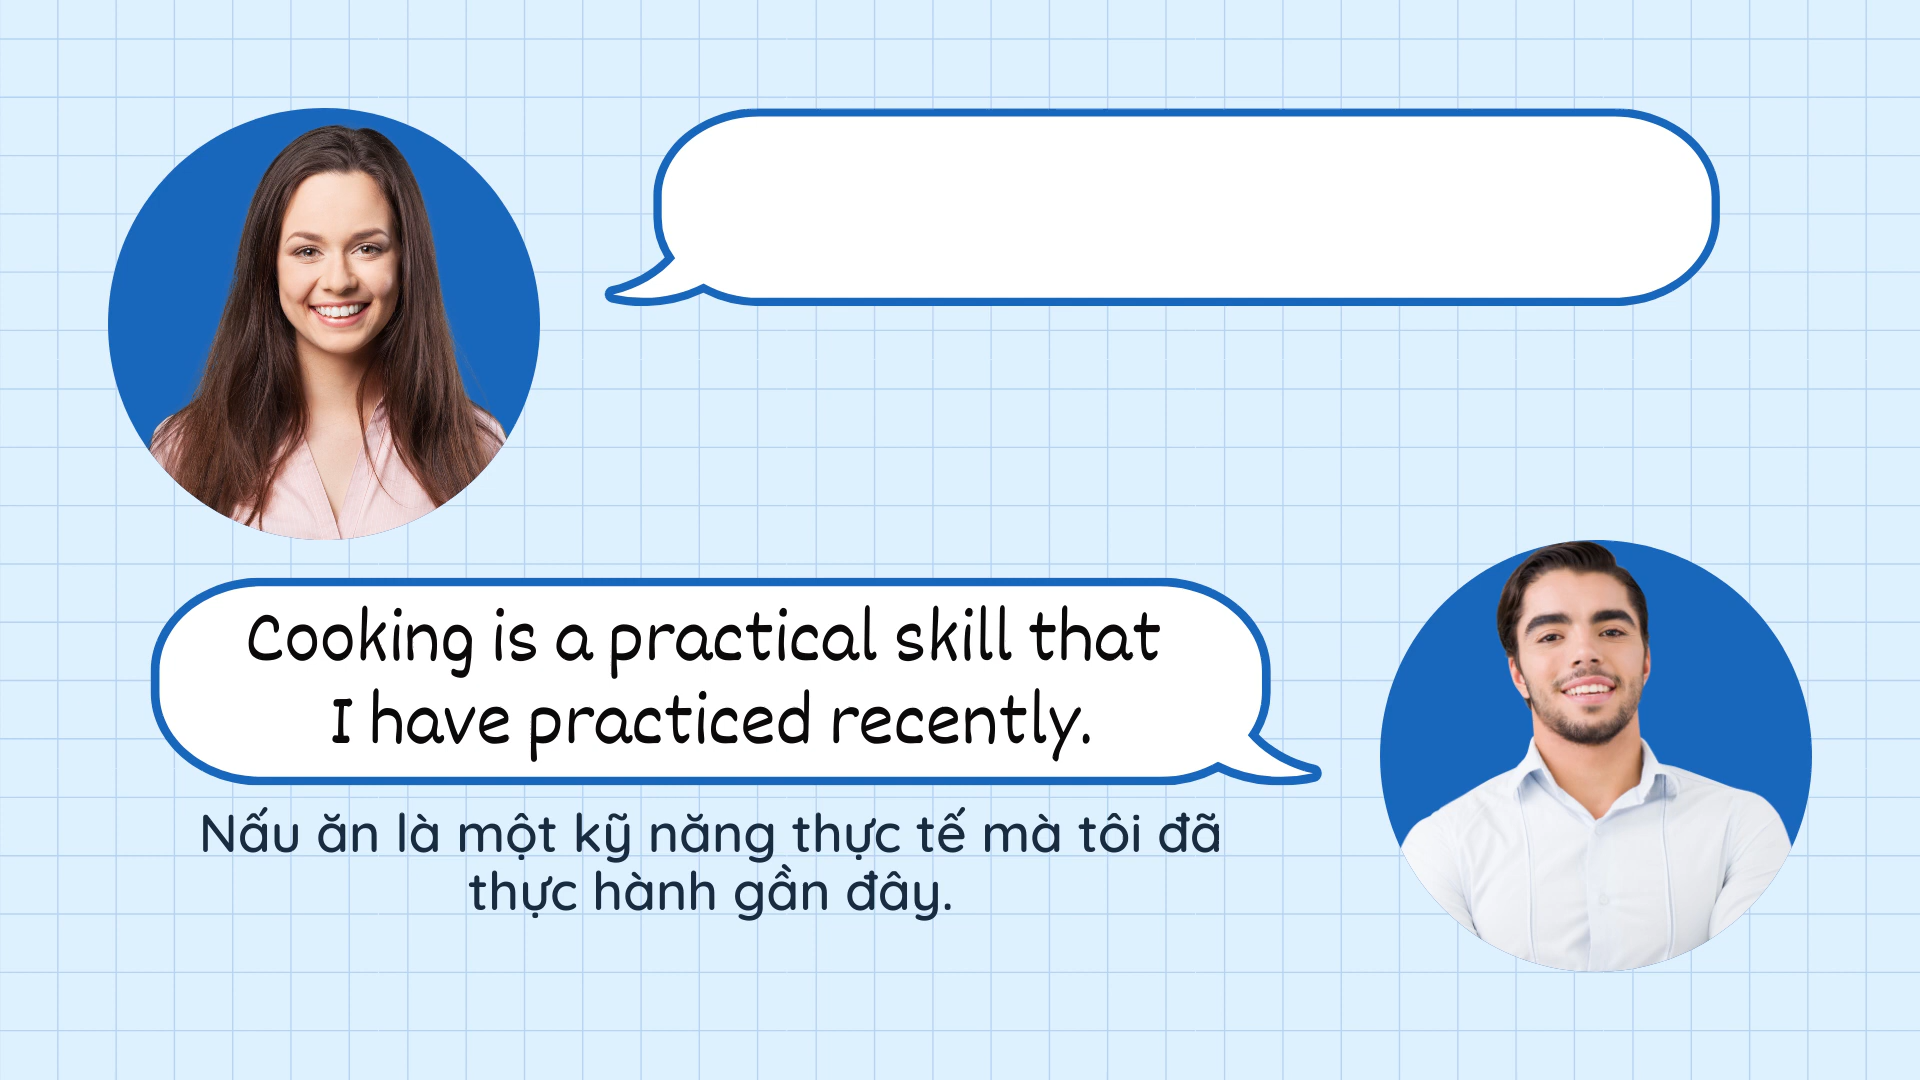 Cooking is a practical skill that
I have practiced recently.
Nấu ăn là một kỹ năng thực tế mà tôi đã
thực hành gần đây.